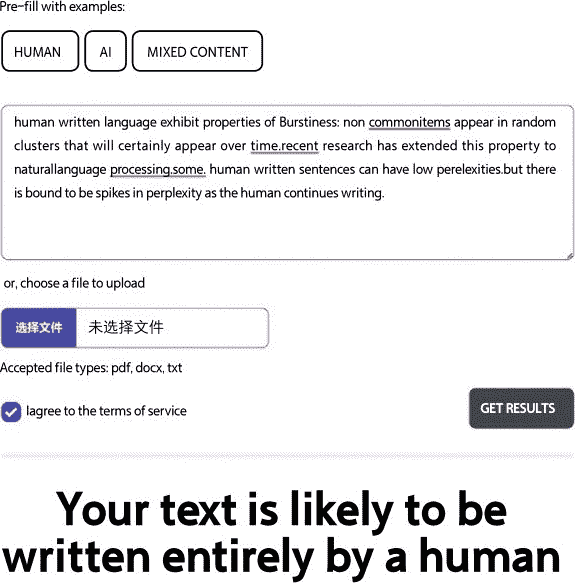 Pre-fill with examples:
HUMAN AI MIXED CONTENT
human written language exhibit properties of Burstiness: non commonitems appear in random
clusters that will certainly appear over time.recent research has extended this property to
naturallanguage processing.some. human written sentences can have low perelexities.but there
is bound to be spikes in perplexity as the human continues writing.
or, choose a file to upload
选择文件 未选择文件
Accepted file types: pdf, docx, txt
Iagree to the terms of service
GET RESULTS
Your text is likely to be
written entirely by a human